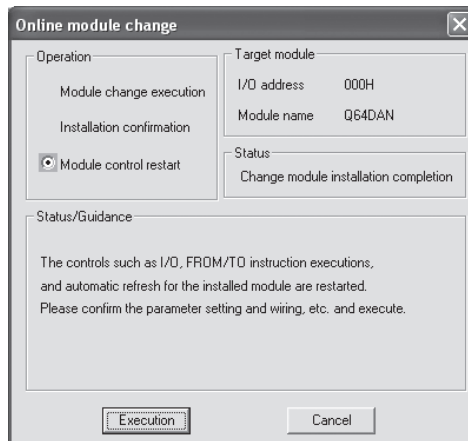 Online module change
Operation
Module change execution
Installation confirmation
Module control restart
Target module
I/O address 000H
Module name Q64DAN
Status
Change module installation completion
Status/Guidance
The controls such as I/O, FROM/TO instruction executions,
and automatic refresh for the installed module are restarted.
Please confirm the parameter setting and wiring, etc. and execute.
Execution Cancel